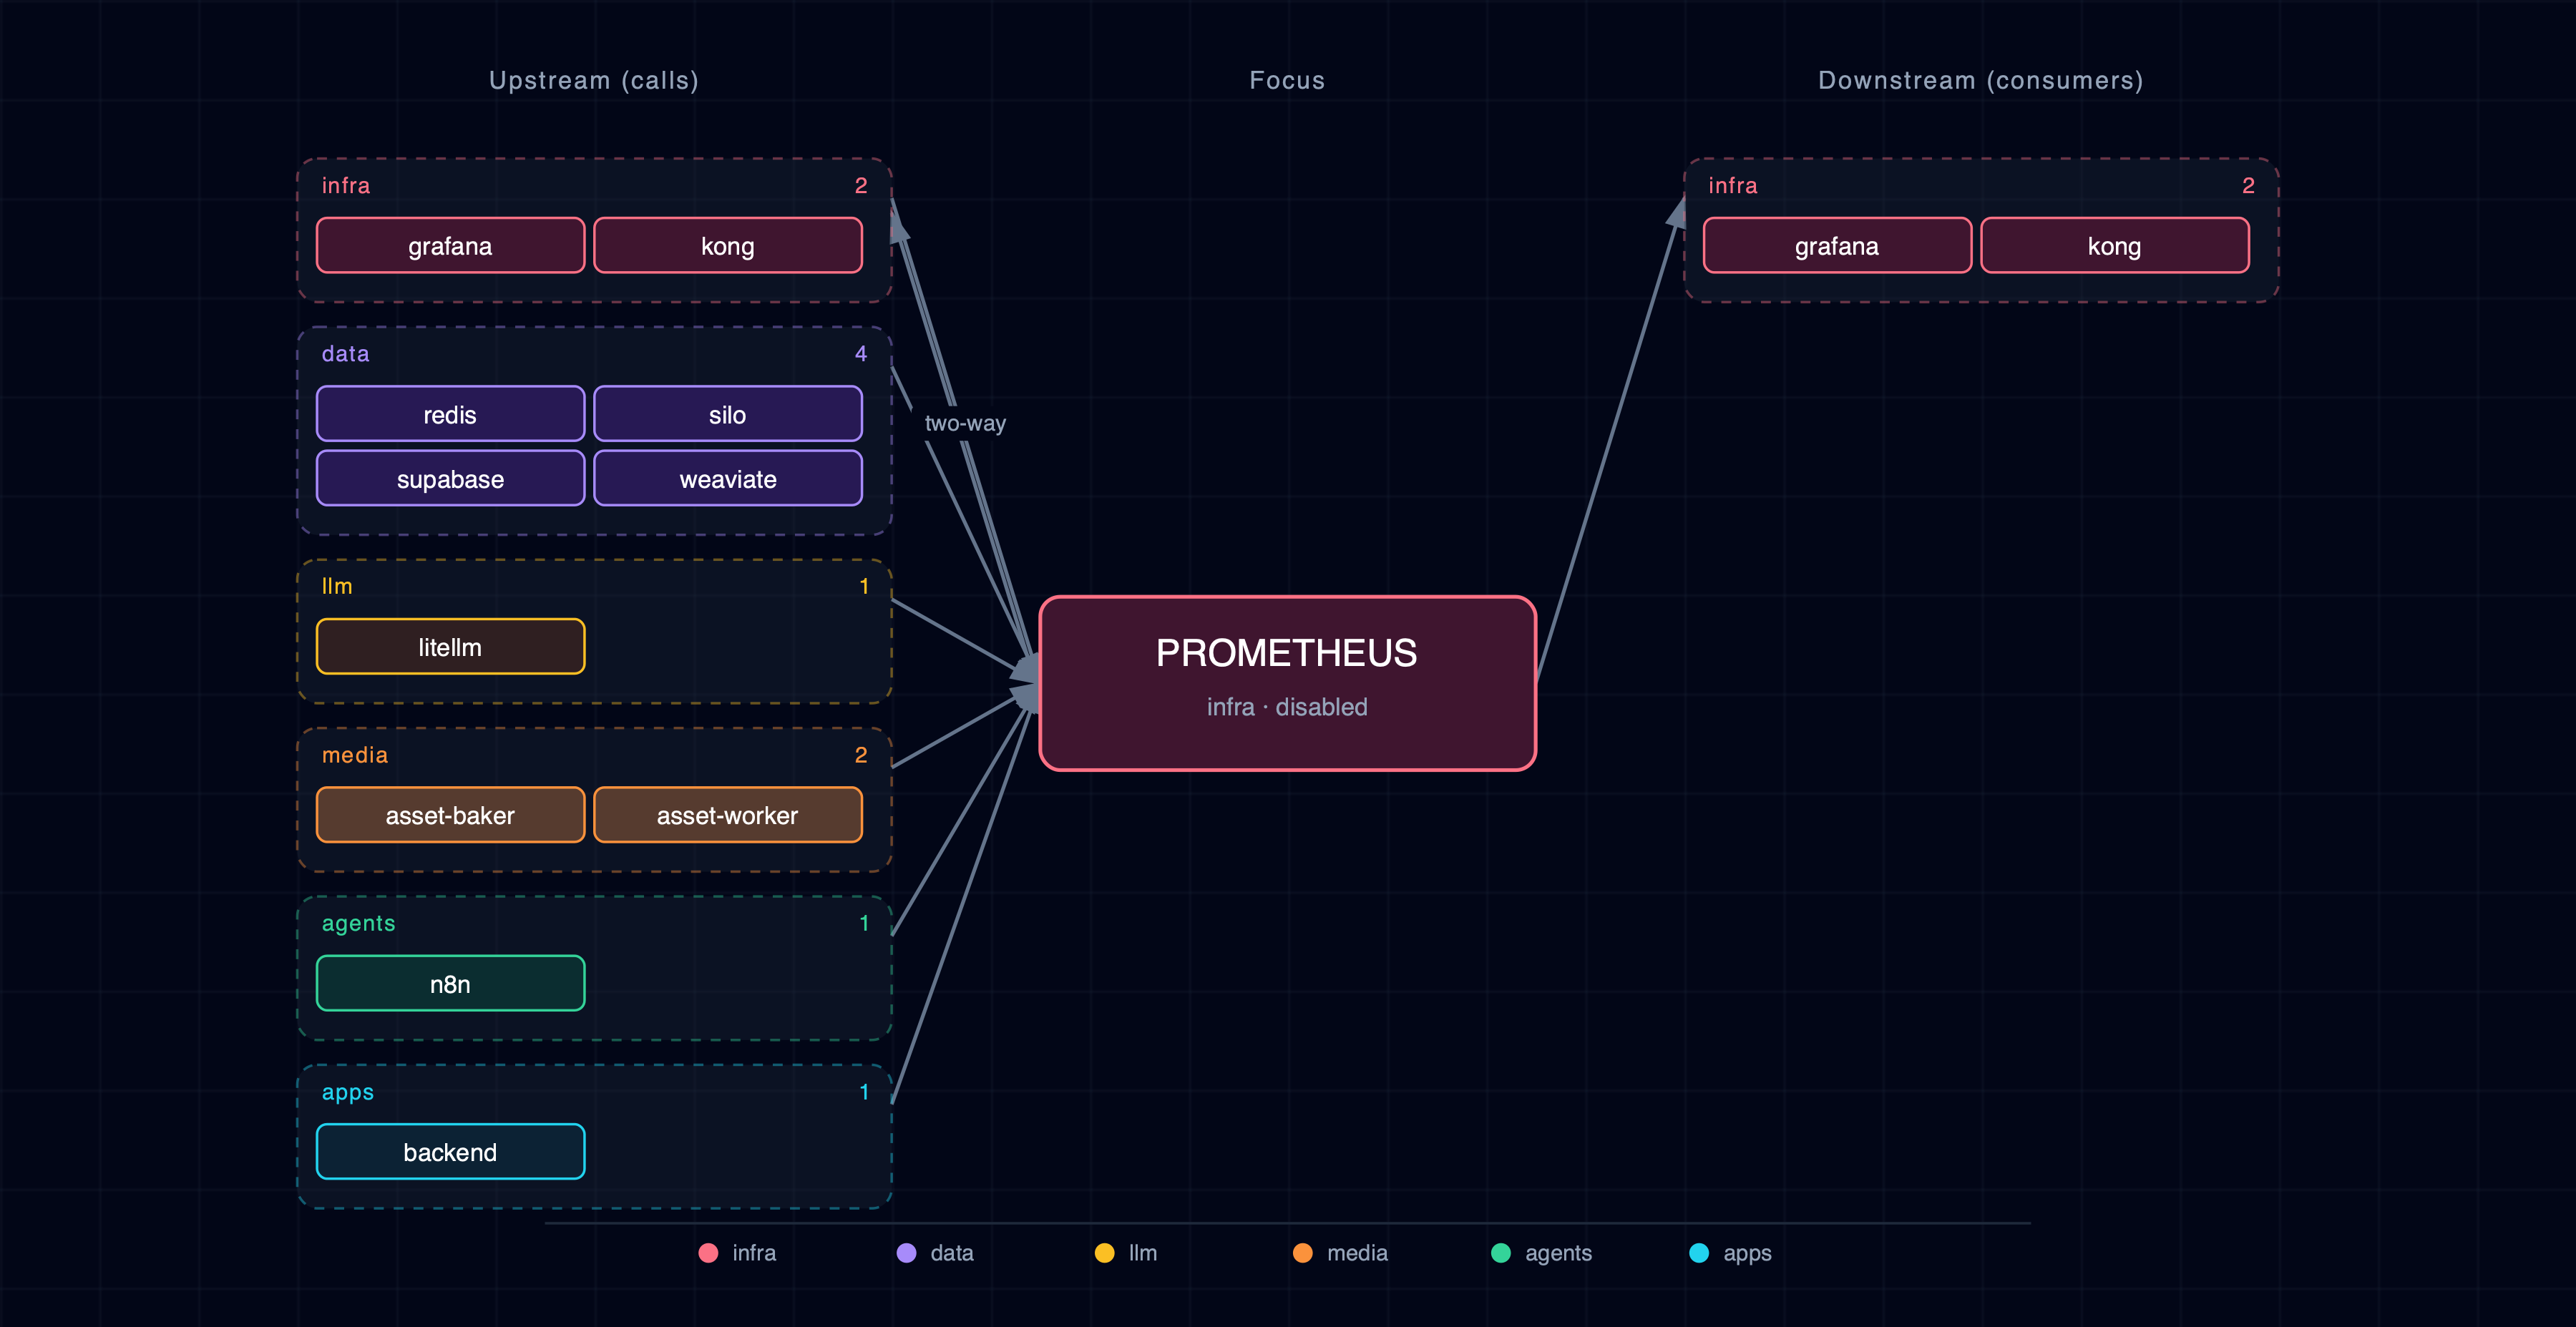 Upstream (calls)
Focus
Downstream (consumers)
infra 2
grafana kong
data 4
redis silo
supabase weaviate
llm 1
litellm
media 2
asset-baker asset-worker
agents 1
n8n
apps 1
backend
two-way
PROMETHEUS
infra · disabled
infra 2
grafana kong
infra data llm media agents apps